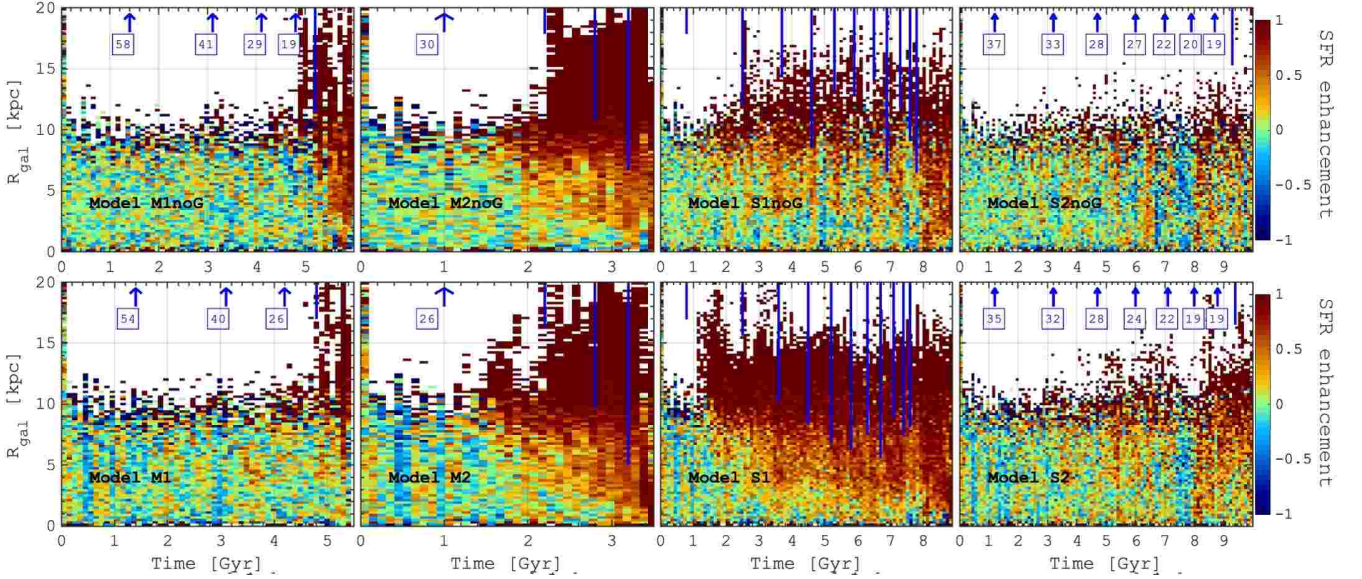 20
15
10
5
0
R_gal [kpc]
58
41
29
19
Model M1noG
0 1 2 3 4 5
30
Model M2noG
0 1 2 3
Model S1noG
0 1 2 3 4 5 6 7 8
37
33
28
27
22
20
19
Model S2noG
0 1 2 3 4 5 6 7 8 9
1
0.5
0
-0.5
-1
SFR enhancement
20
15
10
5
0
R_gal [kpc]
54
40
26
Model M1
0 1 2 3 4 5
Time [Gyr]
26
Model M2
0 1 2 3
Time [Gyr]
Model S1
0 1 2 3 4 5 6 7 8
Time [Gyr]
35
32
28
24
22
19
19
Model S2
0 1 2 3 4 5 6 7 8 9
Time [Gyr]
1
0.5
0
-0.5
-1
SFR enhancement